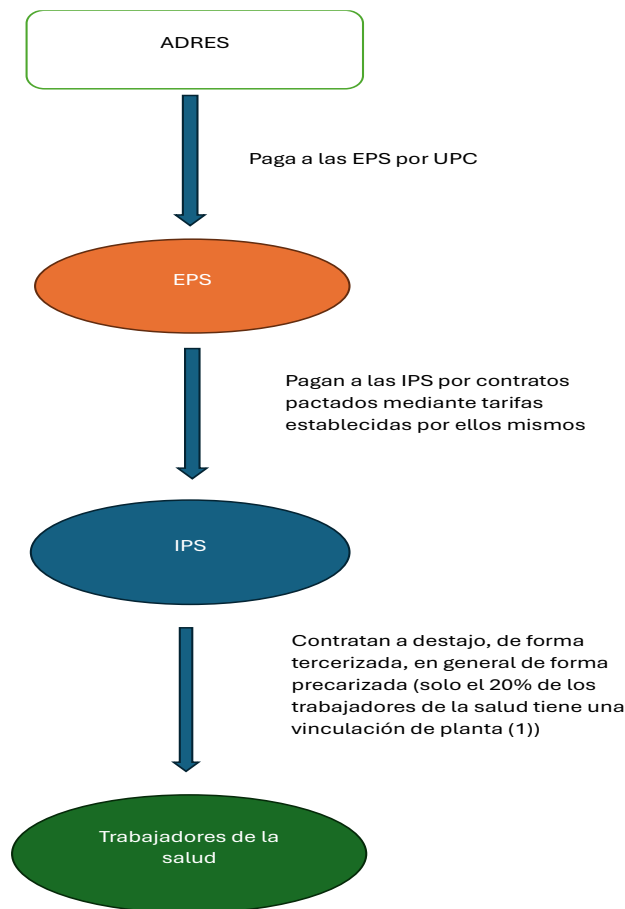 ADRES
Paga a las EPS por UPC
EPS
Pagan a las IPS por contratos
pactados mediante tarifas
establecidas por ellos mismos
IPS
Contratan a destajo, de forma
tercerizada, en general de forma
precarizada (solo el 20% de los
trabajadores de la salud tiene una
vinculación de planta (1))
Trabajadores de la
salud